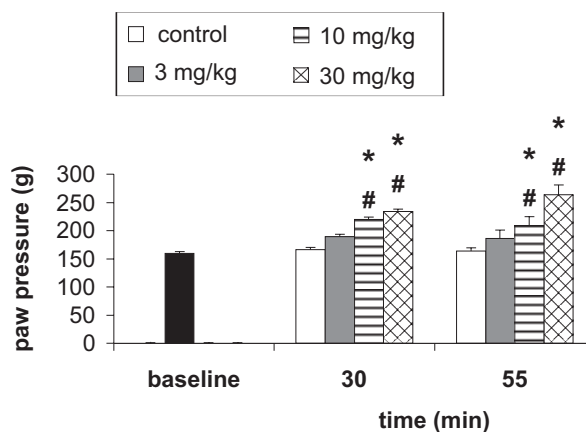 control 10 mg/kg
3 mg/kg 30 mg/kg
* *
# #
* *
# #
paw pressure (g)
300
250
200
150
100
50
0
baseline 30 55
time (min)